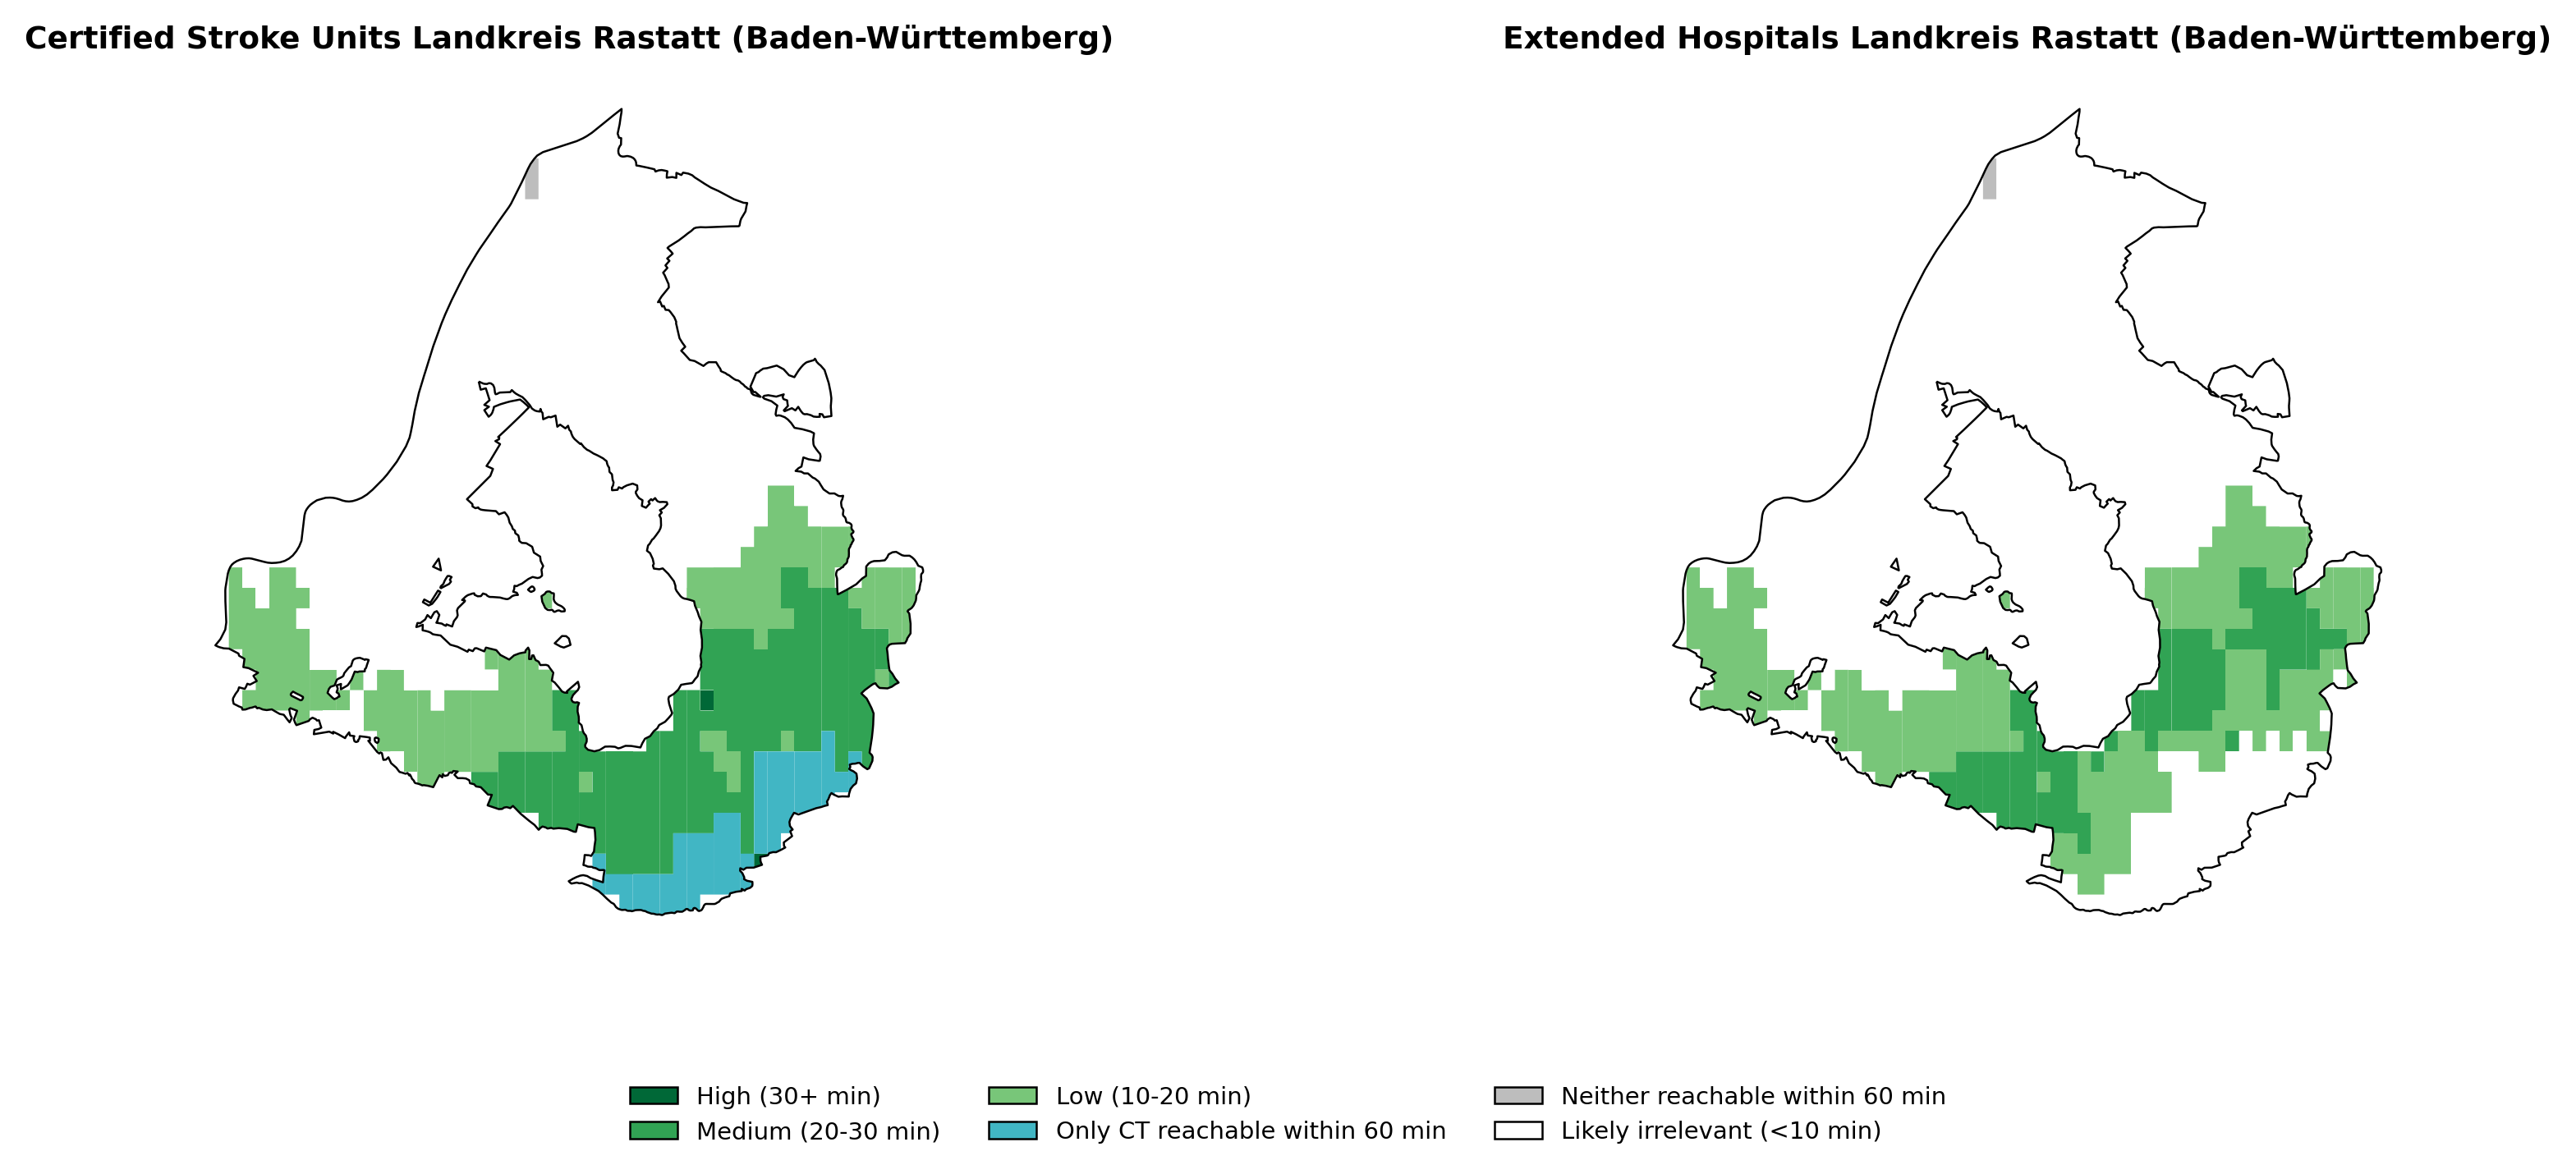 Certified Stroke Units Landkreis Rastatt (Baden-Württemberg)
Extended Hospitals Landkreis Rastatt (Baden-Württemberg)
High (30+ min)
Medium (20-30 min)
Low (10-20 min)
Only CT reachable within 60 min
Neither reachable within 60 min
Likely irrelevant (<10 min)